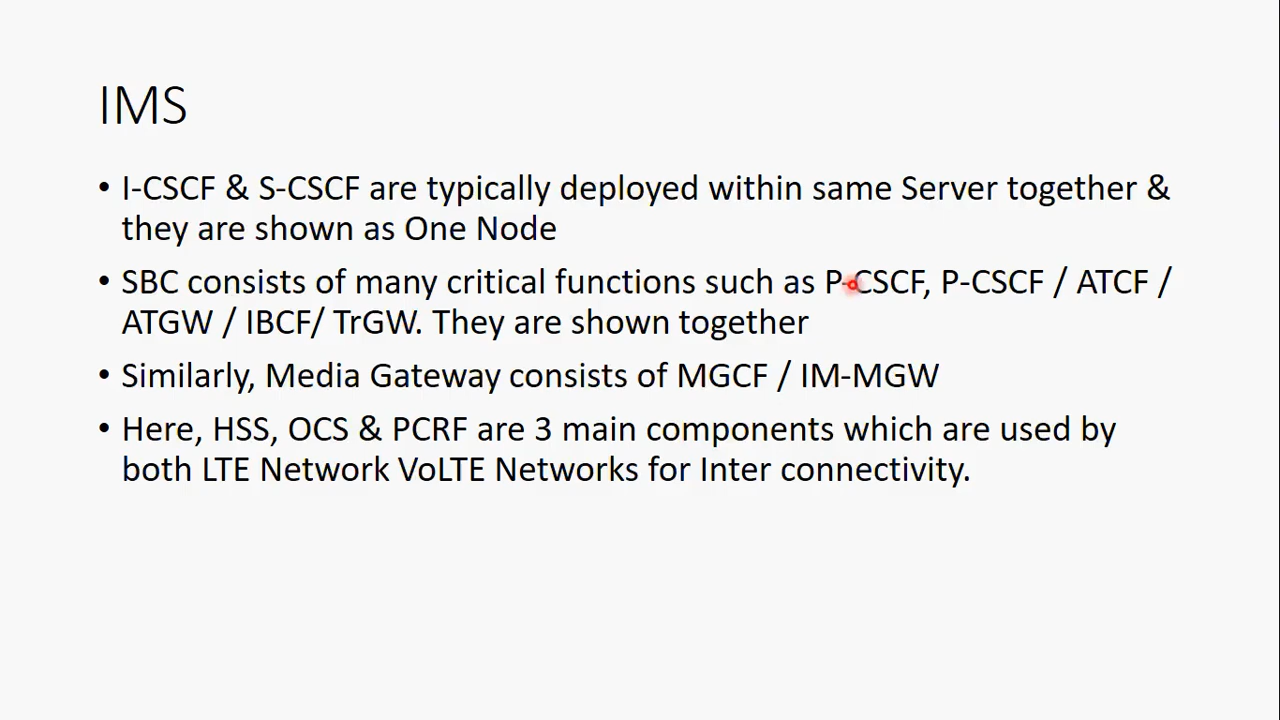 IMS
• I-CSCF & S-CSCF are typically deployed within same Server together &
they are shown as One Node
• SBC consists of many critical functions such as P-CSCF, P-CSCF / ATCF /
ATGW / IBCF/ TrGW. They are shown together
• Similarly, Media Gateway consists of MGCF / IM-MGW
• Here, HSS, OCS & PCRF are 3 main components which are used by
both LTE Network VoLTE Networks for Inter connectivity.